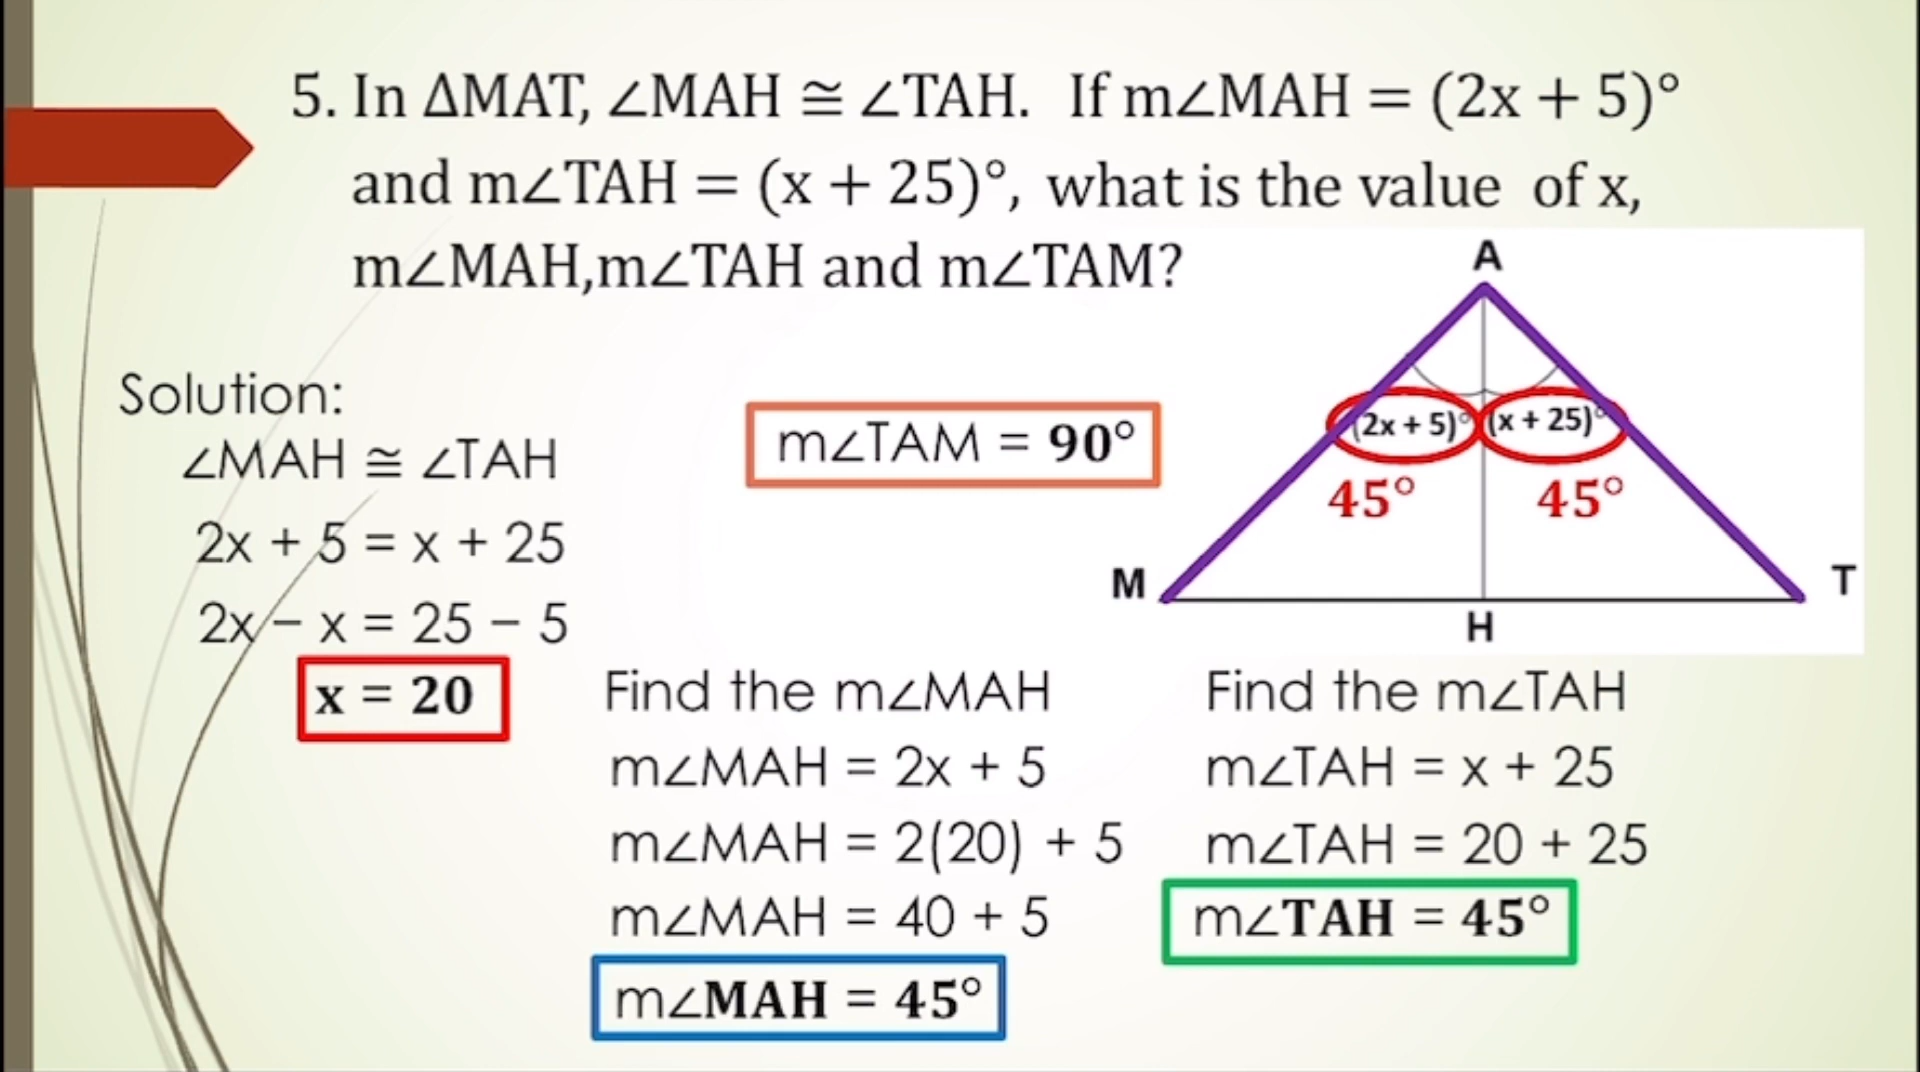 5. In ΔMAT, ∠MAH ≅ ∠TAH. If m∠MAH = (2x + 5)°
and m∠TAH = (x + 25)°, what is the value of x,
m∠MAH,m∠TAH and m∠TAM?
A
(2x + 5)° (x + 25)°
45° 45°
M T
H
Solution:
∠MAH ≅ ∠TAH
2x + 5 = x + 25
2x − x = 25 − 5
x = 20
m∠TAM = 90°
Find the m∠MAH
m∠MAH = 2x + 5
m∠MAH = 2(20) + 5
m∠MAH = 40 + 5
m∠MAH = 45°
Find the m∠TAH
m∠TAH = x + 25
m∠TAH = 20 + 25
m∠TAH = 45°